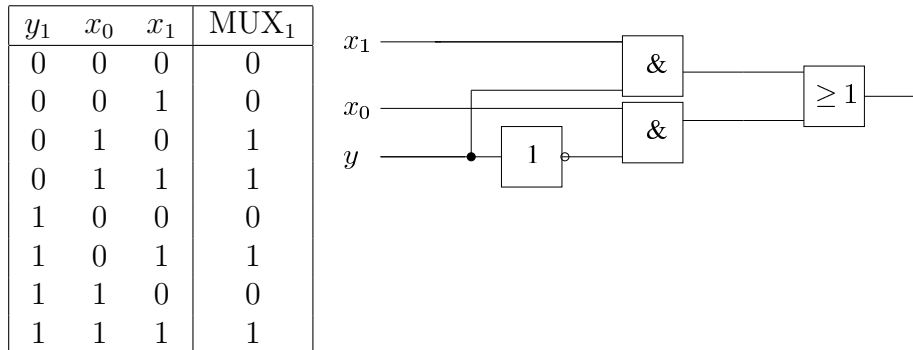 y₁ x₀ x₁ MUX₁
0 0 0 0
0 0 1 0
0 1 0 1
0 1 1 1
1 0 0 0
1 0 1 1
1 1 0 0
1 1 1 1
x₁
&
≥ 1
x₀
&
y
1